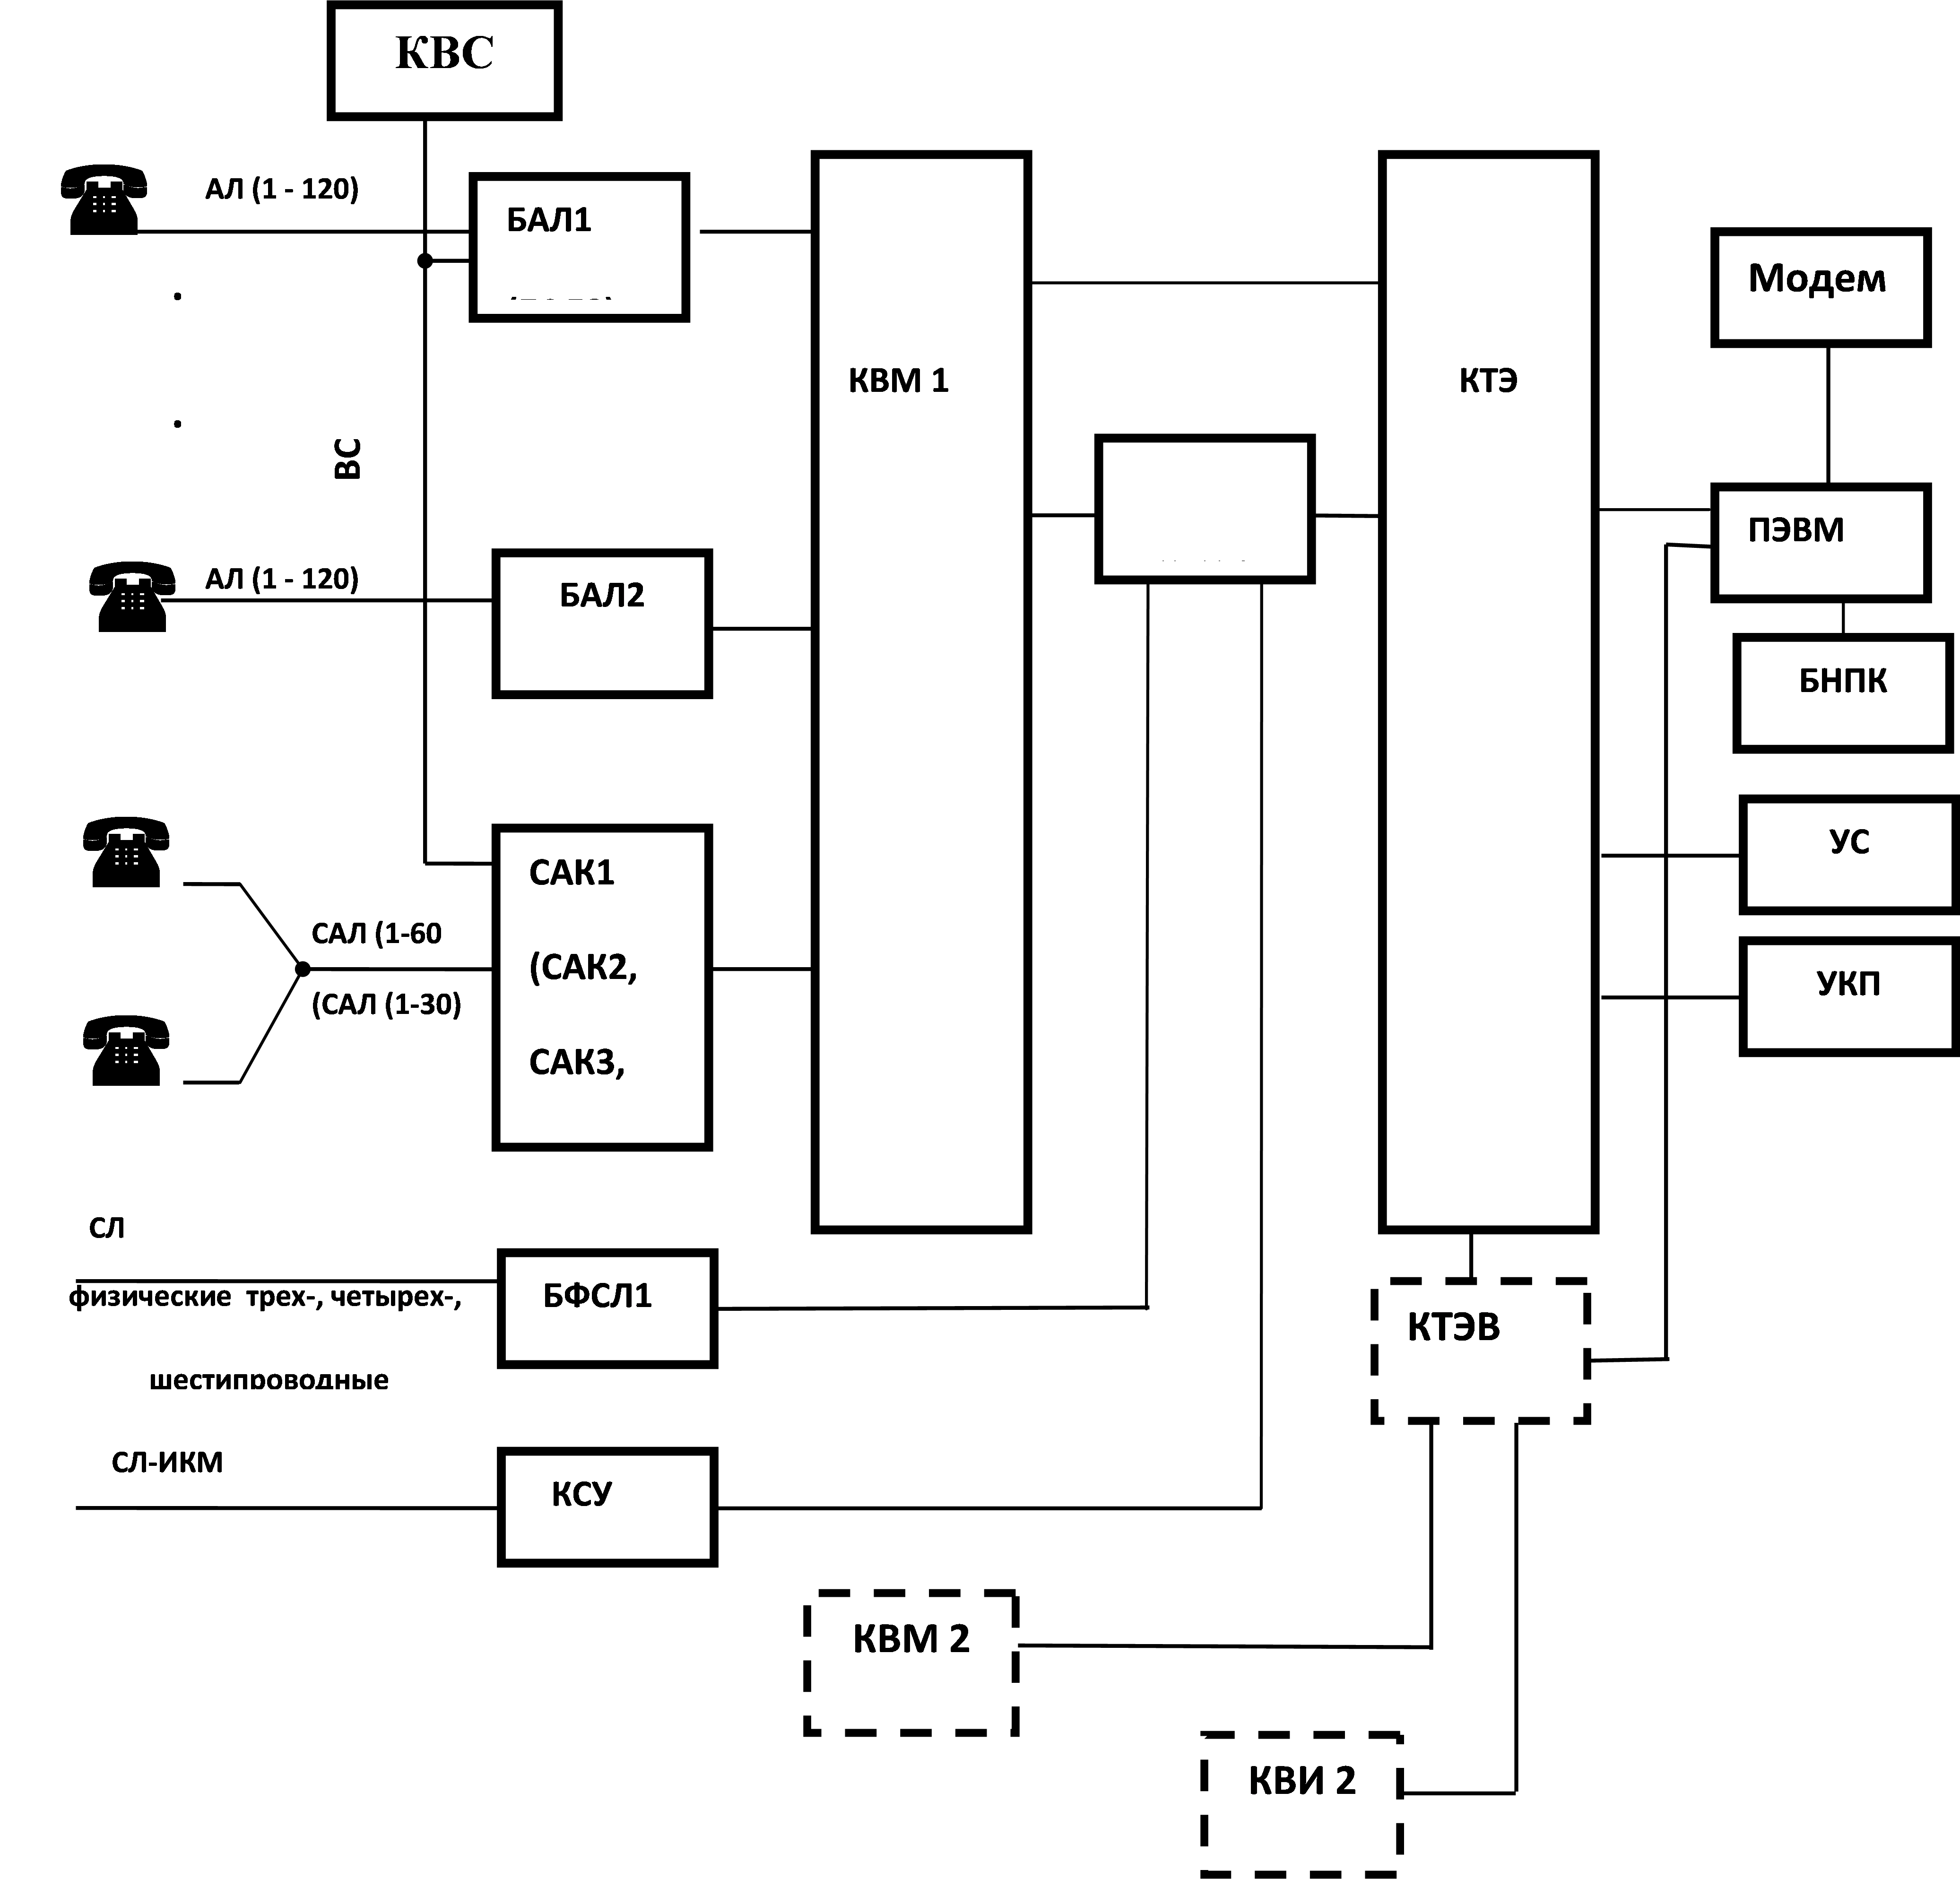 КВС
АЛ (1 - 120)
БАЛ1
Модем
КВМ 1
КТЭ
ВС
ПЭВМ
АЛ (1 - 120)
БАЛ2
БНПК
УС
САК1
САЛ (1-60
(САК2,
(САЛ (1-30)
УКП
САК3,
СЛ
физические трех-, четырех-,
БФСЛ1
КТЭВ
шестипроводные
СЛ-ИКМ
КСУ
КВМ 2
КВИ 2